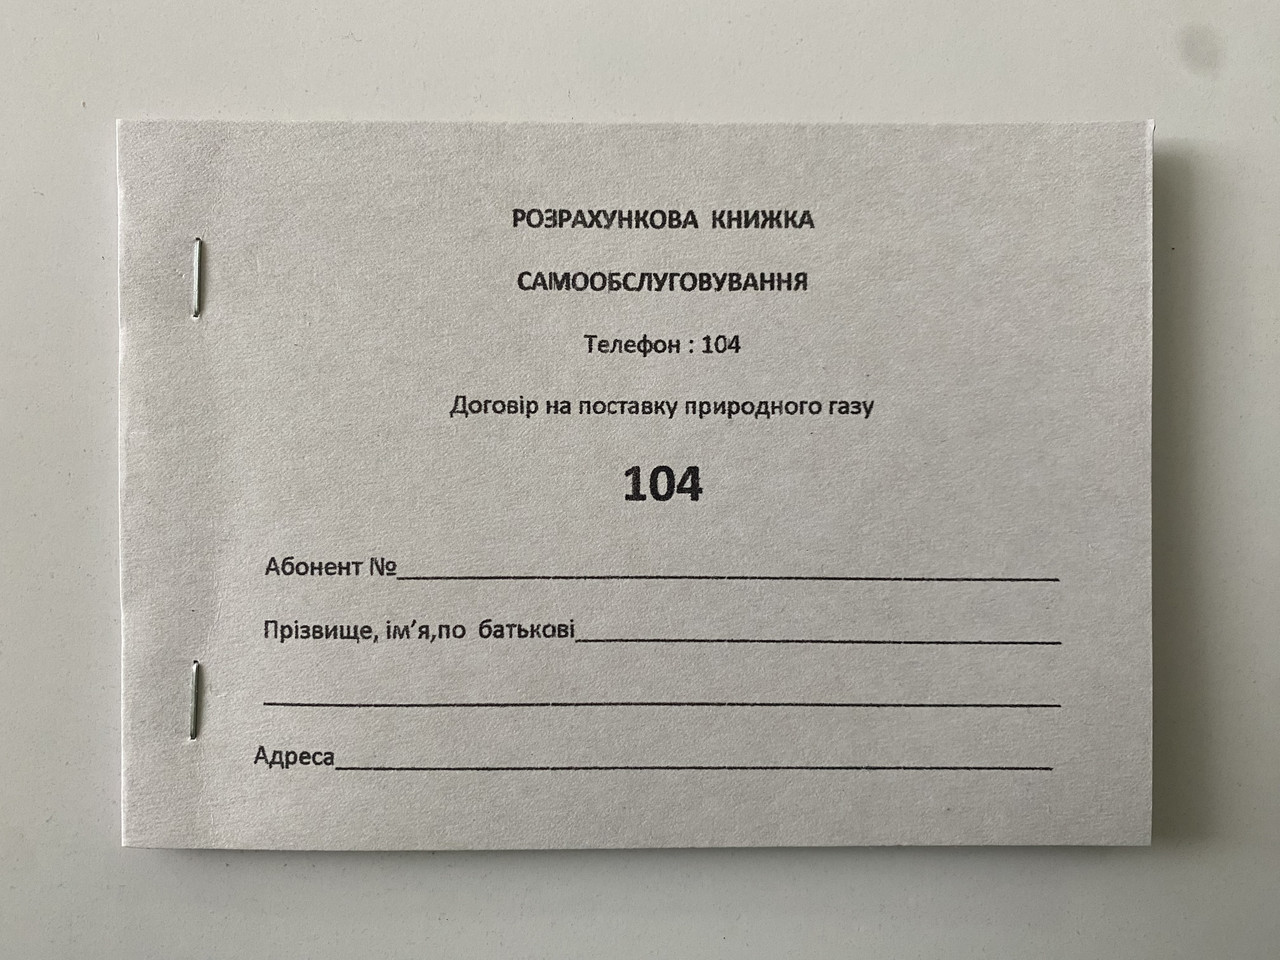 РОЗРАХУНКОВА КНИЖКА
САМООБСЛУГОВУВАННЯ
Телефон : 104
Договір на поставку природного газу
104
Абонент №
Прізвище, ім’я,по батькові
Адреса